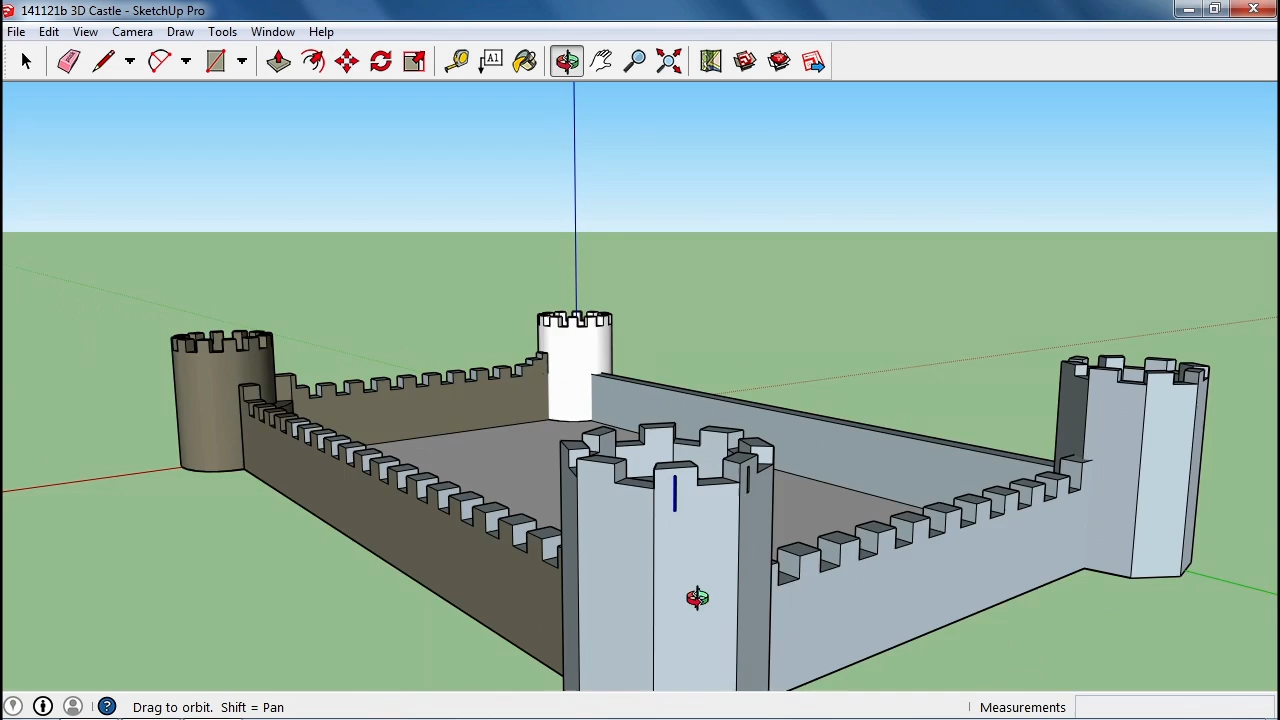 141121b 3D Castle - SketchUp Pro
File Edit View Camera Draw Tools Window Help
A1
Drag to orbit. Shift = Pan
Measurements